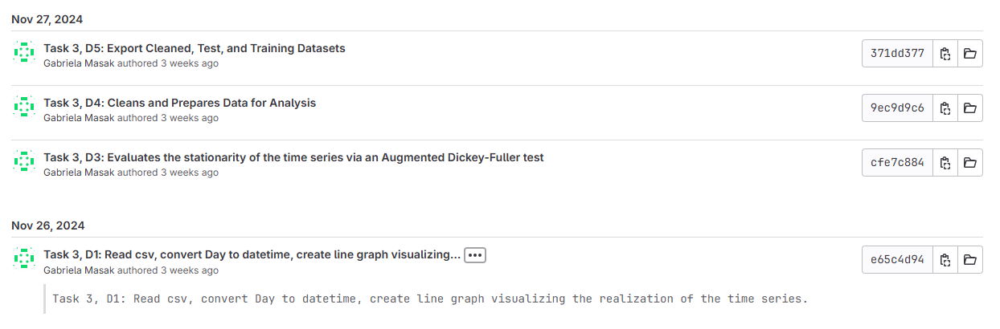 Nov 27, 2024
Task 3, D5: Export Cleaned, Test, and Training Datasets
371dd377
Gabriela Masak authored 3 weeks ago
Task 3, D4: Cleans and Prepares Data for Analysis
9ec9d9c6
Gabriela Masak authored 3 weeks ago
Task 3, D3: Evaluates the stationarity of the time series via an Augmented Dickey-Fuller test
cfe7c884
Gabriela Masak authored 3 weeks ago
Nov 26, 2024
Task 3, D1: Read csv, convert Day to datetime, create line graph visualizing...
e65c4d94
Gabriela Masak authored 3 weeks ago
Task 3, D1: Read csv, convert Day to datetime, create line graph visualizing the realization of the time series.